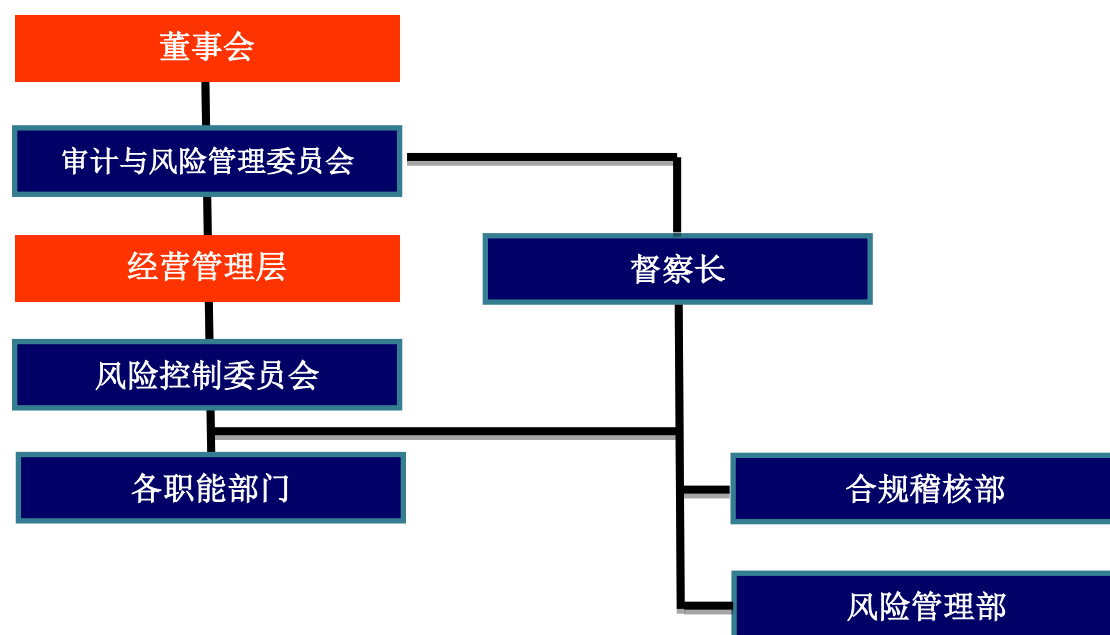 董事会
审计与风险管理委员会
经营管理层
督察长
风险控制委员会
各职能部门
合规稽核部
风险管理部